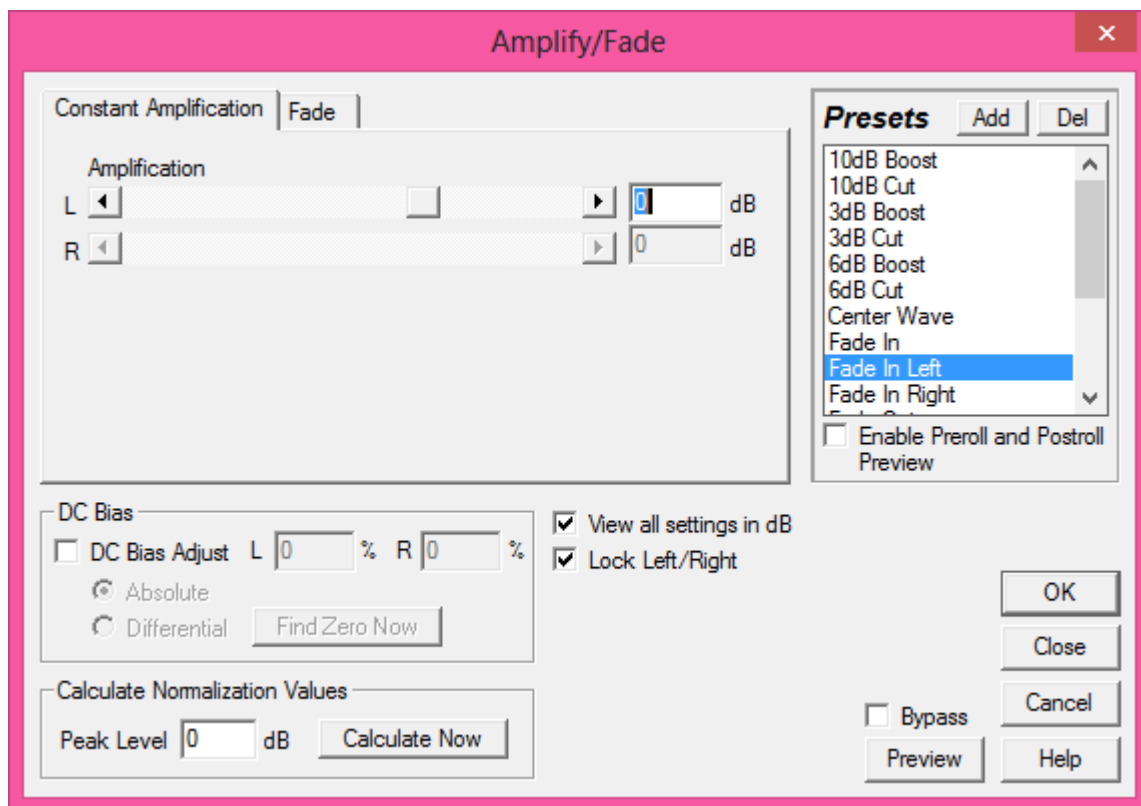 Amplify/Fade
Constant Amplification
Fade
Amplification
L 0 dB
R 0 dB
Presets Add Del
10dB Boost
10dB Cut
3dB Boost
3dB Cut
6dB Boost
6dB Cut
Center Wave
Fade In
Fade In Left
Fade In Right
Enable Preroll and Postroll
Preview
DC Bias
DC Bias Adjust L 0 % R 0 %
Absolute
Differential Find Zero Now
View all settings in dB
Lock Left/Right
Calculate Normalization Values
Peak Level 0 dB Calculate Now
Bypass
Preview
OK
Close
Cancel
Help